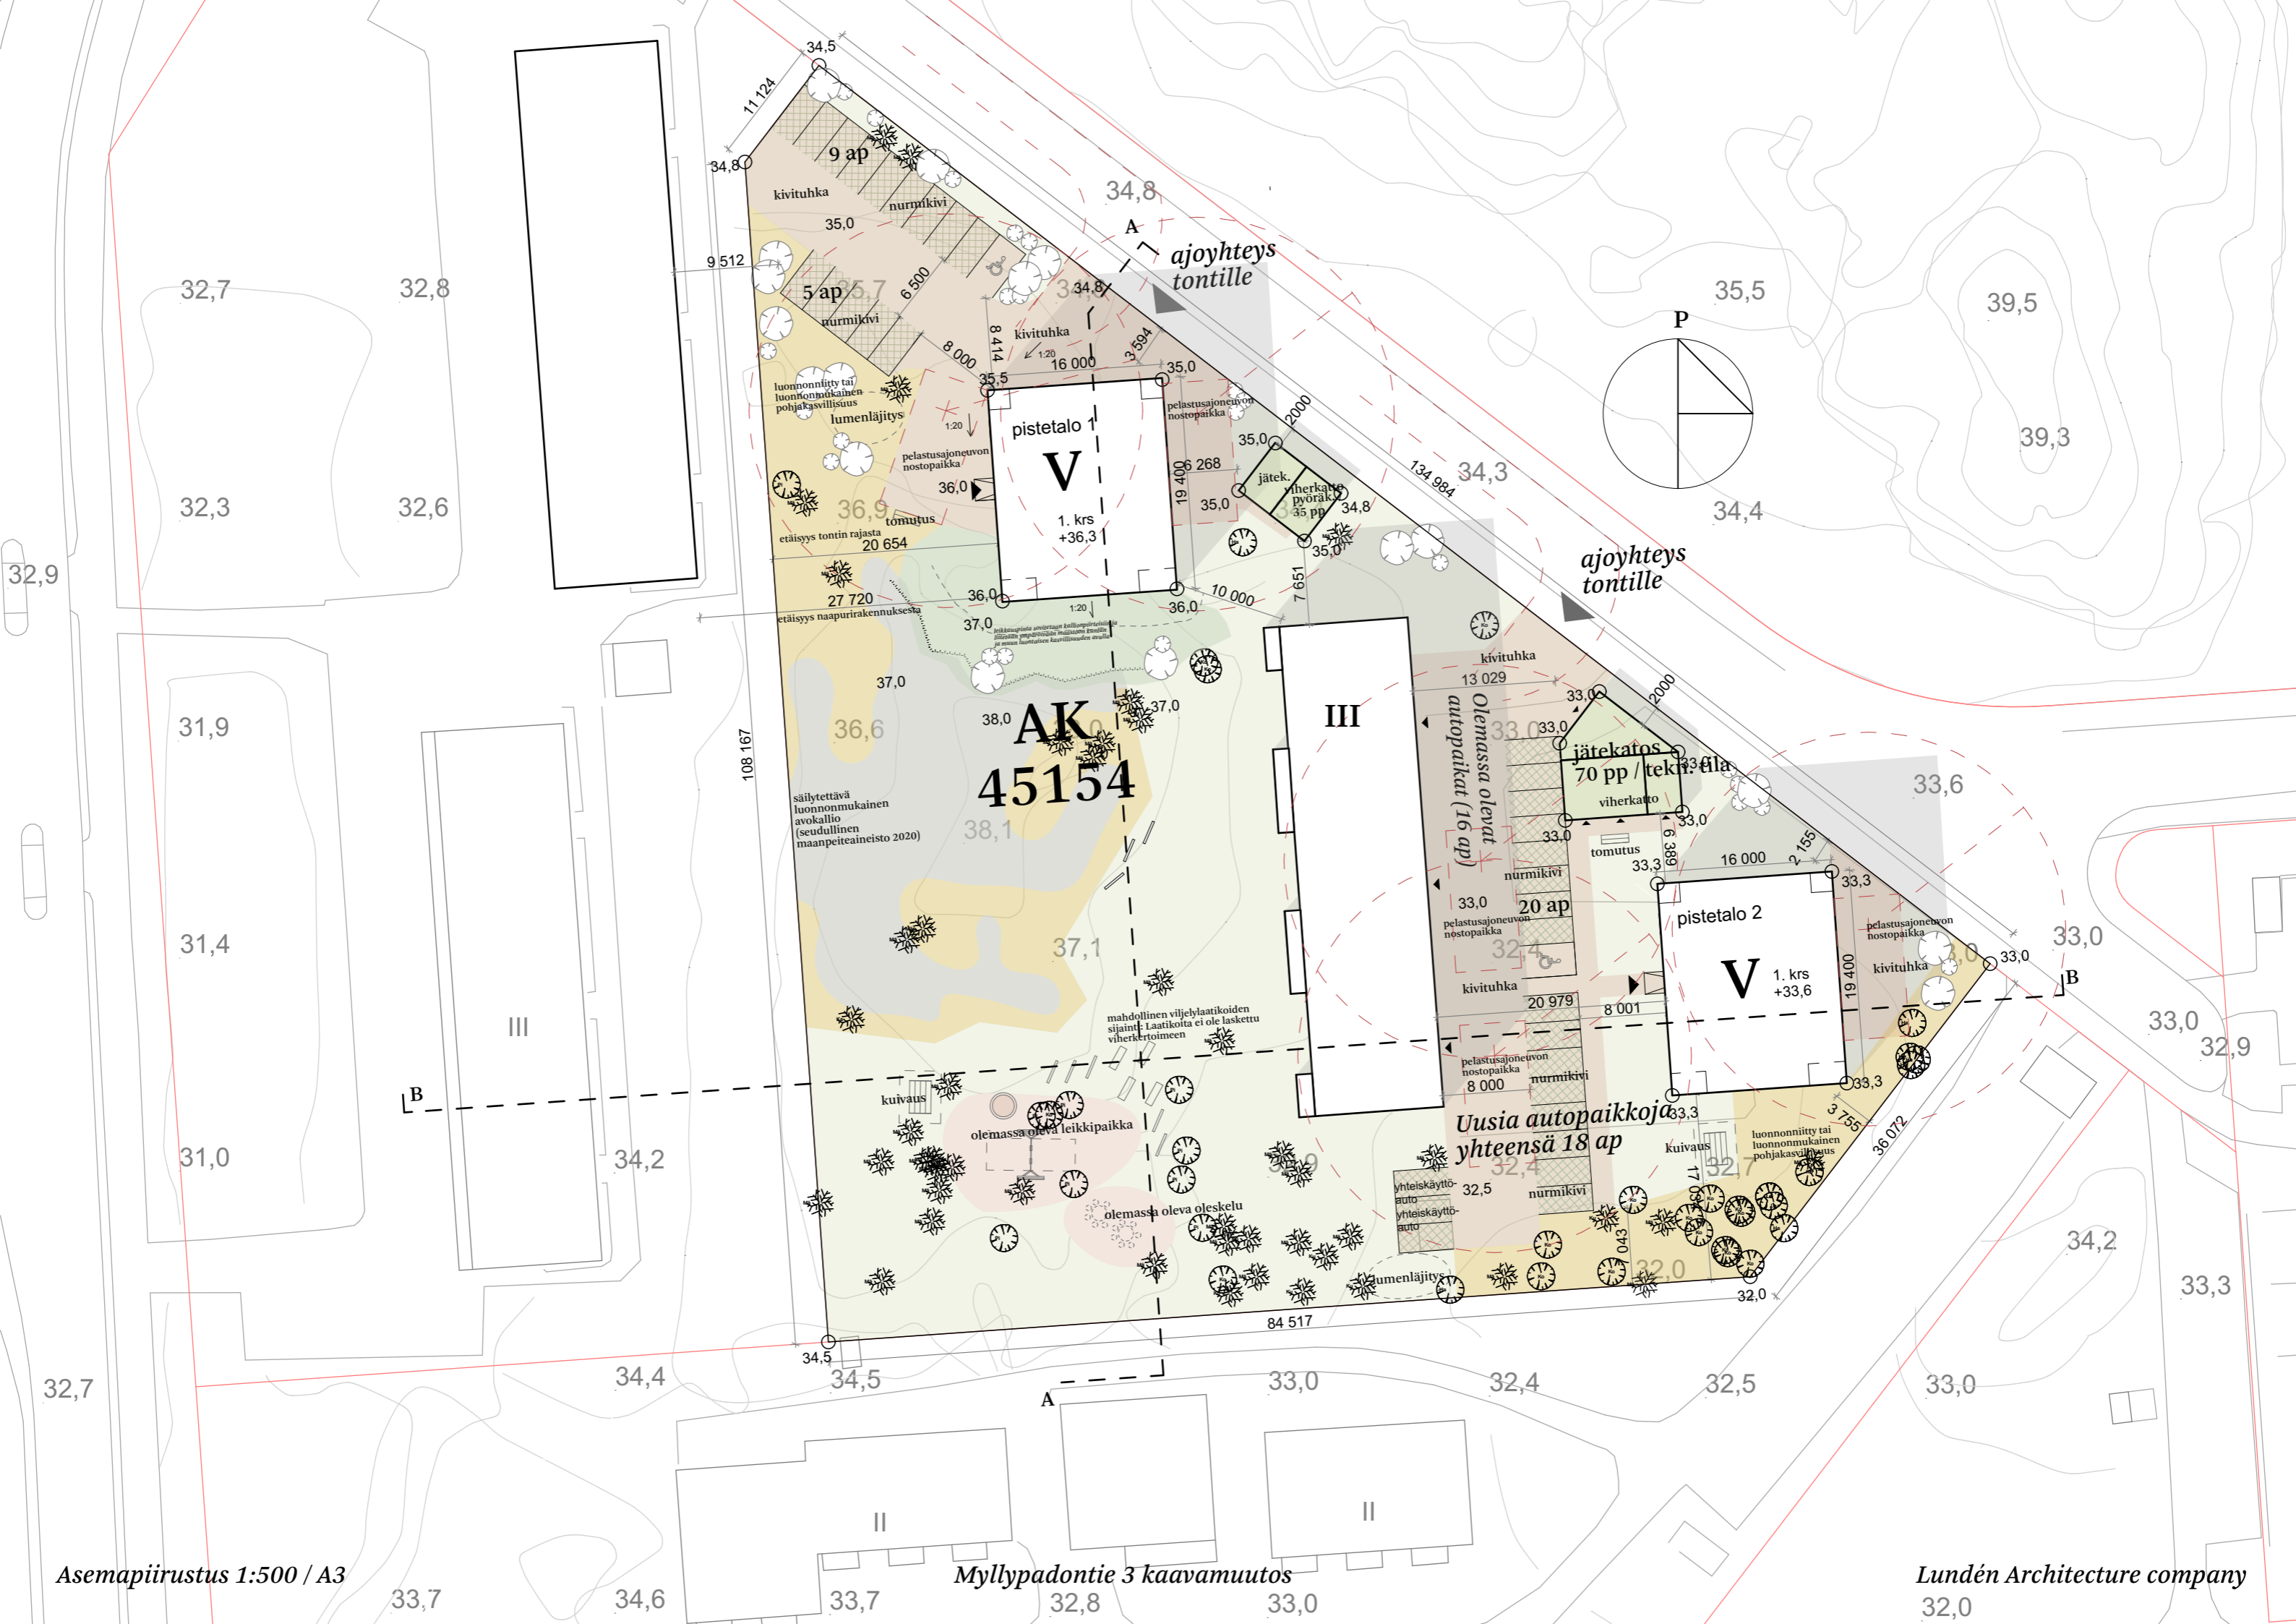 34,5
11 124
34,8
9 ap
kivituhka
nurmikivi
35,0
34,8
A
ajoyhteys
tontille
9 512
5 ap
35,7
6 500
nurmikivi
34,8
32,7
32,8
35,5
39,5
P
8 414
kivituhka
1:20
3 594
8 000
16 000
35,0
35,5
luonnonniitty tai
luonnonmukainen
pohjakasvillisuus
lumenläjitys
1:20
pistetalo 1
V
1. krs
+36,3
pelastusajoneuvon
nostopaikka
2000
39,3
pelastusajoneuvon
nostopaikka
36,0
35,0
6 268
19 400
jätek.
viherkatto
pyöräk.
35 pp
35,0
34,8
35,0
134 984
34,3
34,4
32,3
32,6
36,9
tomutus
etäisyys tontin rajasta
20 654
ajoyhteys
tontille
32,9
27 720
etäisyys naapurirakennuksesta
36,0
1:20
36,0
10 000
7 651
37,0
leikkauspinta
37,0
kivituhka
13 029
33,0
2000
31,9
36,6
38,0
AK
45154
37,0
III
Olemassa olevat
autopaikat (16 ap)
33,0
33,0
jätekatos
70 pp / tekn. tila
viherkatto
33,0
33,0
33,6
108 167
säilytettävä
luonnonmukainen
avokallio
(seudullinen
maanpeiteaineisto 2020)
38,1
33,0
tomutus
6 389
33,3
16 000
2 155
33,3
nurmikivi
20 ap
33,0
pelastusajoneuvon
nostopaikka
pistetalo 2
V
1. krs
+33,6
19 400
pelastusajoneuvon
nostopaikka
kivituhka
33,0
33,0
31,4
37,1
32,4
kivituhka
20 979
8 001
B
III
33,0
32,9
mahdollinen viljelylaatikoiden
sijainti: Laatikoita ei ole laskettu
viherkertoimeen
pelastusajoneuvon
nostopaikka
8 000
nurmikivi
33,3
B
kuivaus
olemassa oleva leikkipaikka
Uusia autopaikkoja
yhteensä 18 ap
33,3
3 755
36 072
kuivaus
luonnonniitty tai
luonnonmukainen
pohjakasvillisuus
31,0
34,2
32,4
32,7
yhteiskäyttö-
auto
yhteiskäyttö-
auto
32,5
nurmikivi
olemassa oleva oleskelu
34,2
lumenläjitys
32,0
32,0
33,3
84 517
34,5
32,7
34,4
34,5
A
33,0
32,4
32,5
33,0
II
II
Asemapiirustus 1:500 / A3
Myllypadontie 3 kaavamuutos
Lundén Architecture company
33,7
34,6
33,7
32,8
33,0
32,0